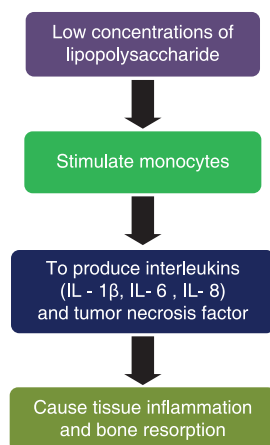 Low concentrations of
lipopolysaccharide
Stimulate monocytes
To produce interleukins
(IL - 1β, IL- 6 , IL- 8)
and tumor necrosis factor
Cause tissue inflammation
and bone resorption